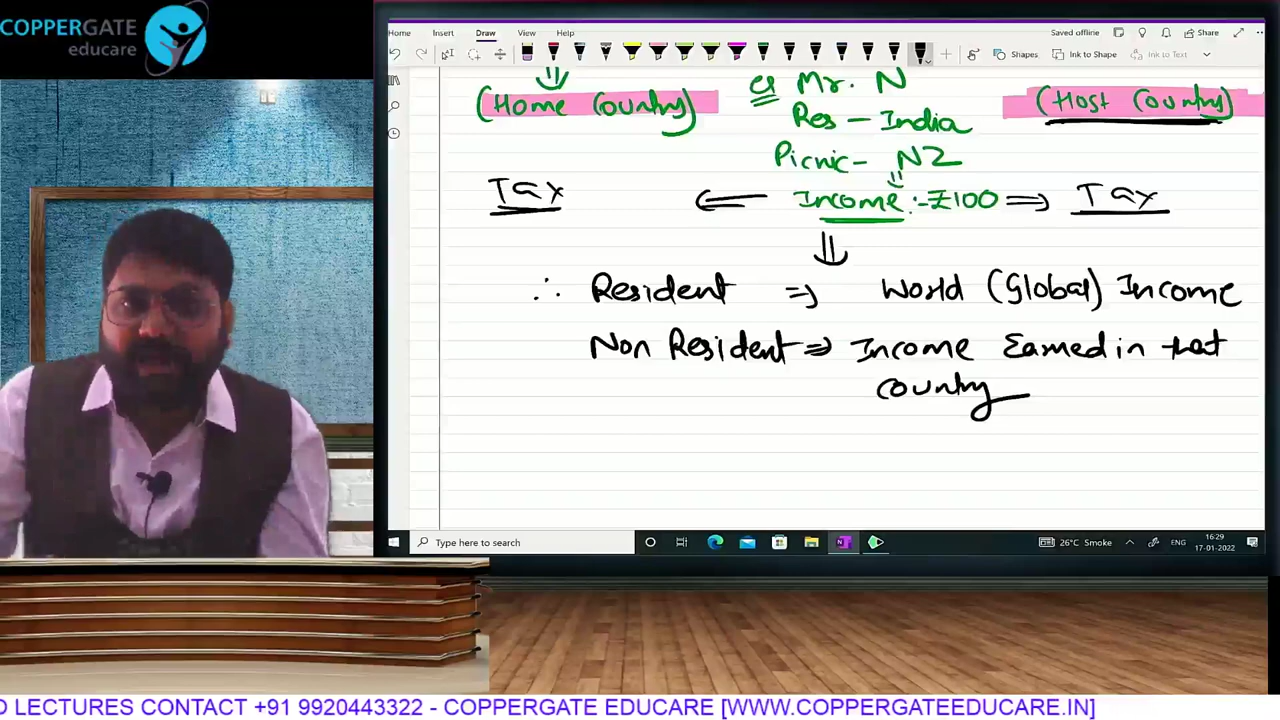 COPPERGATE
educare
Home Insert Draw View Help
Saved offline
Share
Shapes
Ink to Shape
Ink to Text
(Home Country)
eg Mr. N
(Host Country)
Res - India
Picnic - NZ
Tax
Income :- ₹100
Tax
∴ Resident ⇒ World (Global) Income
Non Resident ⇒ Income Earned in that
country
Type here to search
26°C Smoke
ENG
16:29
17-01-2022
O LECTURES CONTACT +91 9920443322 - COPPERGATE EDUCARE [WWW.COPPERGATEEDUCARE.IN]